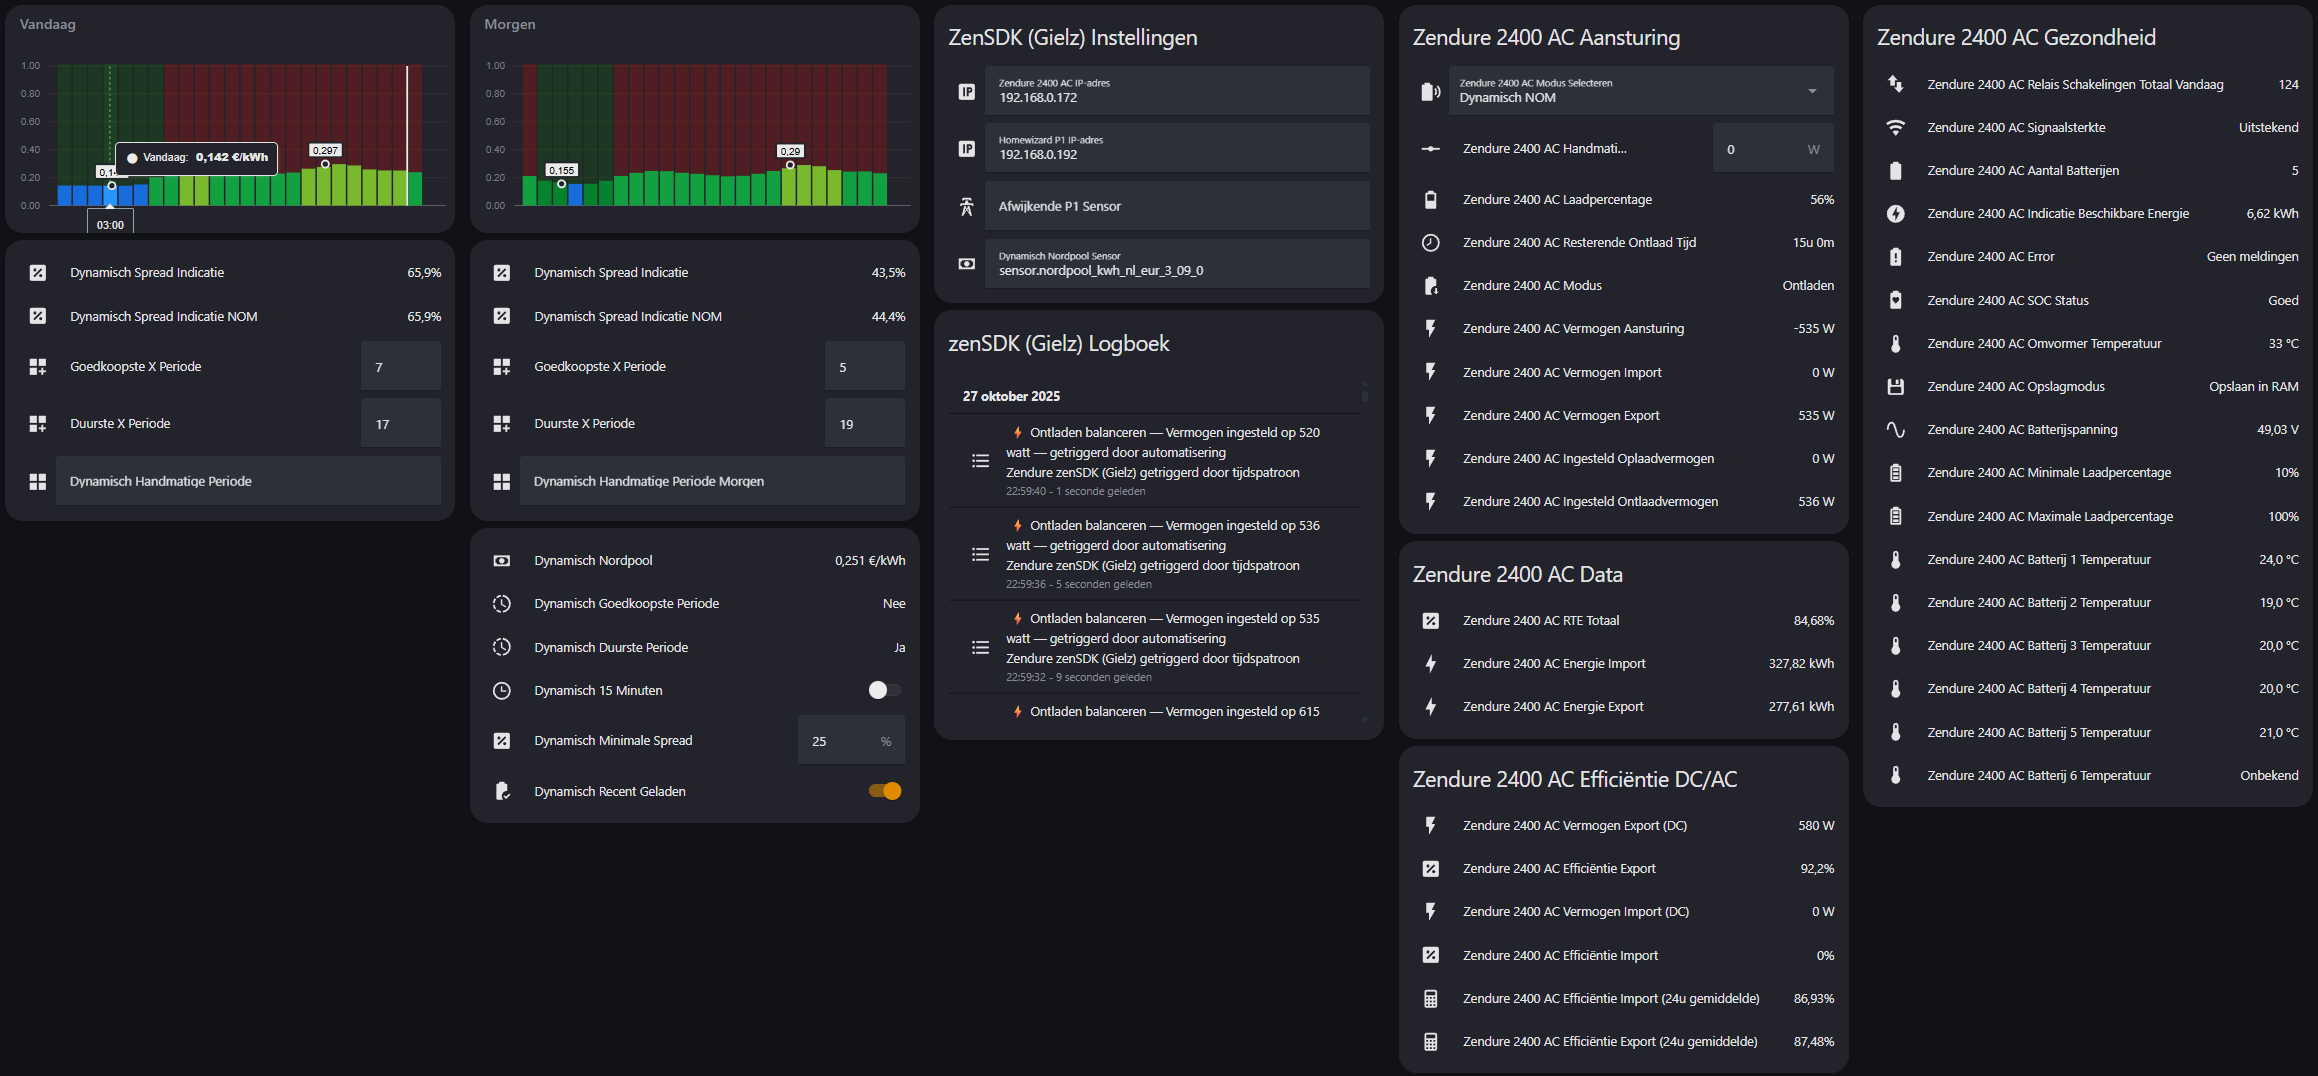 Vandaag
1.00
0.80
0.60
0.40
0.20
0.00
Vandaag: 0,142 €/kWh
0,297
03:00
Dynamisch Spread Indicatie 65,9%
Dynamisch Spread Indicatie NOM 65,9%
Goedkoopste X Periode 7
Duurste X Periode 17
Dynamisch Handmatige Periode
Morgen
1.00
0.80
0.60
0.40
0.20
0.00
0,155
0,29
Dynamisch Spread Indicatie 43,5%
Dynamisch Spread Indicatie NOM 44,4%
Goedkoopste X Periode 5
Duurste X Periode 19
Dynamisch Handmatige Periode Morgen
Dynamisch Nordpool 0,251 €/kWh
Dynamisch Goedkoopste Periode Nee
Dynamisch Duurste Periode Ja
Dynamisch 15 Minuten
Dynamisch Minimale Spread 25 %
Dynamisch Recent Geladen
ZenSDK (Gielz) Instellingen
IP
Zendure 2400 AC IP-adres
192.168.0.172
IP
Homewizard P1 IP-adres
192.168.0.192
Afwijkende P1 Sensor
Dynamisch Nordpool Sensor
sensor.nordpool_kwh_nl_eur_3_09_0
zenSDK (Gielz) Logboek
27 oktober 2025
Ontladen balanceren — Vermogen ingesteld op 520
watt — getriggerd door automatisering
Zendure zenSDK (Gielz) getriggerd door tijdspatroon
22:59:40 - 1 seconde geleden
Ontladen balanceren — Vermogen ingesteld op 536
watt — getriggerd door automatisering
Zendure zenSDK (Gielz) getriggerd door tijdspatroon
22:59:36 - 5 seconden geleden
Ontladen balanceren — Vermogen ingesteld op 535
watt — getriggerd door automatisering
Zendure zenSDK (Gielz) getriggerd door tijdspatroon
22:59:32 - 9 seconden geleden
Ontladen balanceren — Vermogen ingesteld op 615
Zendure 2400 AC Aansturing
Zendure 2400 AC Modus Selecteren
Dynamisch NOM
Zendure 2400 AC Handmati... 0 W
Zendure 2400 AC Laadpercentage 56%
Zendure 2400 AC Resterende Ontlaad Tijd 15u 0m
Zendure 2400 AC Modus Ontladen
Zendure 2400 AC Vermogen Aansturing -535 W
Zendure 2400 AC Vermogen Import 0 W
Zendure 2400 AC Vermogen Export 535 W
Zendure 2400 AC Ingesteld Oplaadvermogen 0 W
Zendure 2400 AC Ingesteld Ontlaadvermogen 536 W
Zendure 2400 AC Data
Zendure 2400 AC RTE Totaal 84,68%
Zendure 2400 AC Energie Import 327,82 kWh
Zendure 2400 AC Energie Export 277,61 kWh
Zendure 2400 AC Efficiëntie DC/AC
Zendure 2400 AC Vermogen Export (DC) 580 W
Zendure 2400 AC Efficiëntie Export 92,2%
Zendure 2400 AC Vermogen Import (DC) 0 W
Zendure 2400 AC Efficiëntie Import 0%
Zendure 2400 AC Efficiëntie Import (24u gemiddelde) 86,93%
Zendure 2400 AC Efficiëntie Export (24u gemiddelde) 87,48%
Zendure 2400 AC Gezondheid
Zendure 2400 AC Relais Schakelingen Totaal Vandaag 124
Zendure 2400 AC Signaalsterkte Uitstekend
Zendure 2400 AC Aantal Batterijen 5
Zendure 2400 AC Indicatie Beschikbare Energie 6,62 kWh
Zendure 2400 AC Error Geen meldingen
Zendure 2400 AC SOC Status Goed
Zendure 2400 AC Omvormer Temperatuur 33 °C
Zendure 2400 AC Opslagmodus Opslaan in RAM
Zendure 2400 AC Batterijspanning 49,03 V
Zendure 2400 AC Minimale Laadpercentage 10%
Zendure 2400 AC Maximale Laadpercentage 100%
Zendure 2400 AC Batterij 1 Temperatuur 24,0 °C
Zendure 2400 AC Batterij 2 Temperatuur 19,0 °C
Zendure 2400 AC Batterij 3 Temperatuur 20,0 °C
Zendure 2400 AC Batterij 4 Temperatuur 20,0 °C
Zendure 2400 AC Batterij 5 Temperatuur 21,0 °C
Zendure 2400 AC Batterij 6 Temperatuur Onbekend